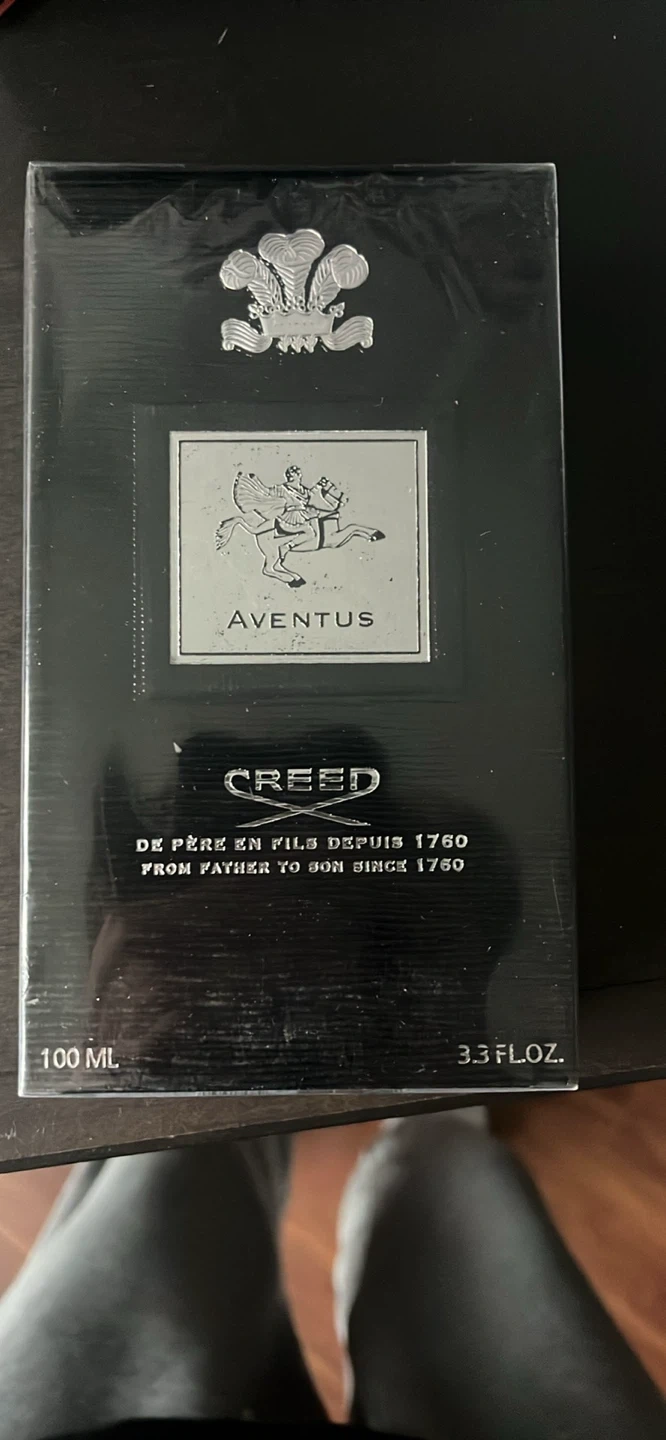 AVENTUS
CREED
DE PÈRE EN FILS DEPUIS 1760
FROM FATHER TO SON SINCE 1760
100 ML 3.3 FL.OZ.